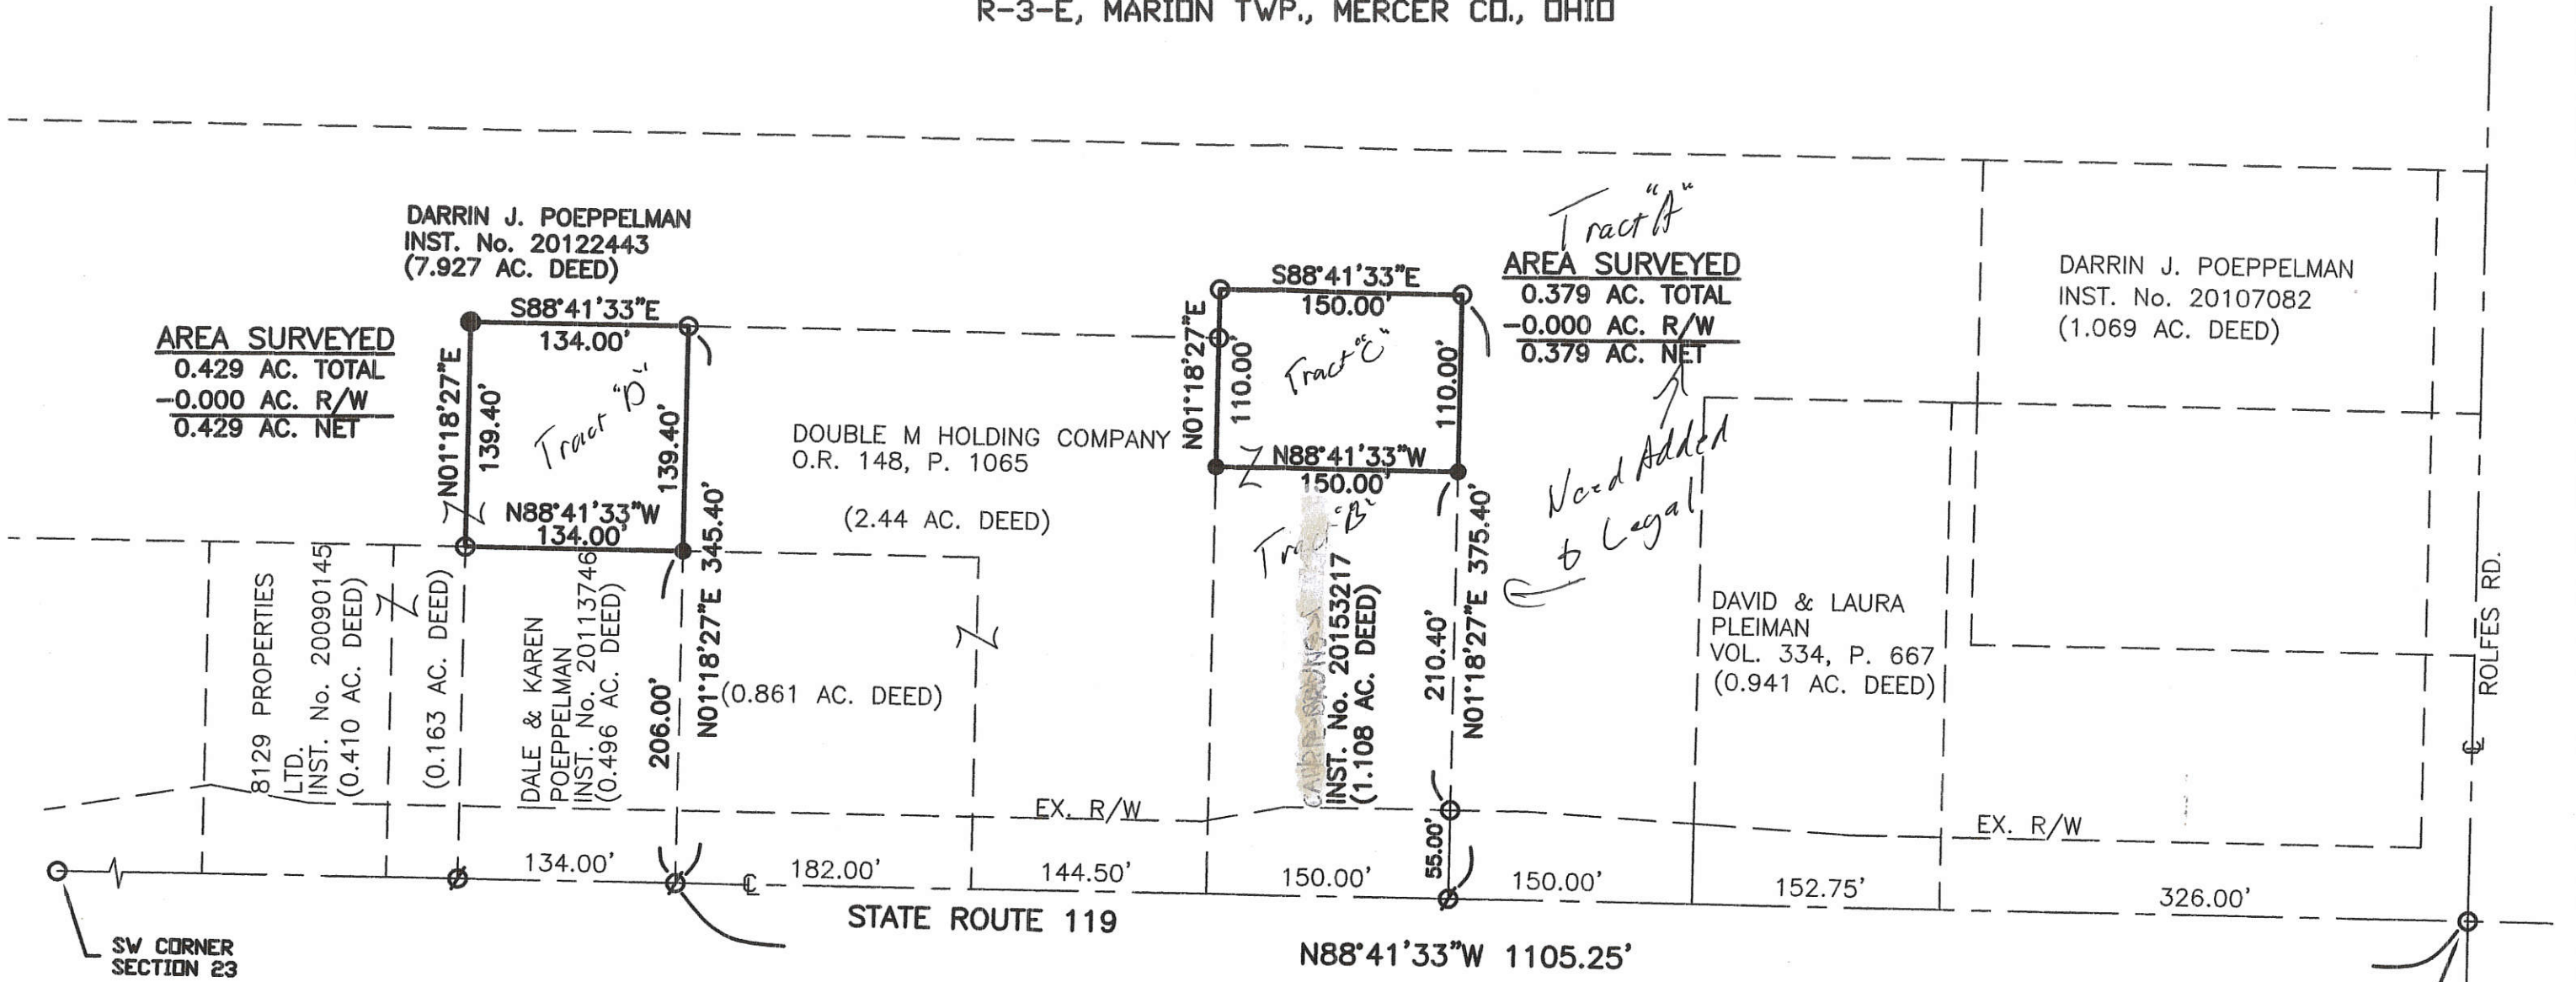 R-3-E, MARION TWP., MERCER CO., OHIO
DARRIN J. POEPPELMAN
INST. No. 20122443
(7.927 AC. DEED)
AREA SURVEYED
0.429 AC. TOTAL
-0.000 AC. R/W
0.429 AC. NET
S88°41'33"E
134.00'
N01°18'27"E
139.40'
Tract "D"
139.40'
N88°41'33"W
134.00'
N01°18'27"E 345.40'
206.00'
DOUBLE M HOLDING COMPANY
O.R. 148, P. 1065
(2.44 AC. DEED)
S88°41'33"E
150.00'
N01°18'27"E
110.00'
Tract "C"
110.00'
N88°41'33"W
150.00'
Tract "A"
AREA SURVEYED
0.379 AC. TOTAL
-0.000 AC. R/W
0.379 AC. NET
Need Added
to Legal
DARRIN J. POEPPELMAN
INST. No. 20107082
(1.069 AC. DEED)
8129 PROPERTIES
LTD.
INST. No. 20090145
(0.410 AC. DEED)
(0.163 AC. DEED)
DALE & KAREN
POEPPELMAN
INST. No. 201113746
(0.496 AC. DEED)
(0.861 AC. DEED)
"B"
INST. No. 20153217
(1.108 AC. DEED)
210.40'
N01°18'27"E 375.40'
55.00'
DAVID & LAURA
PLEIMAN
VOL. 334, P. 667
(0.941 AC. DEED)
ROLFES RD.
EX. R/W
EX. R/W
134.00'
182.00'
144.50'
150.00'
150.00'
152.75'
326.00'
STATE ROUTE 119
N88°41'33"W 1105.25'
SW CORNER
SECTION 23